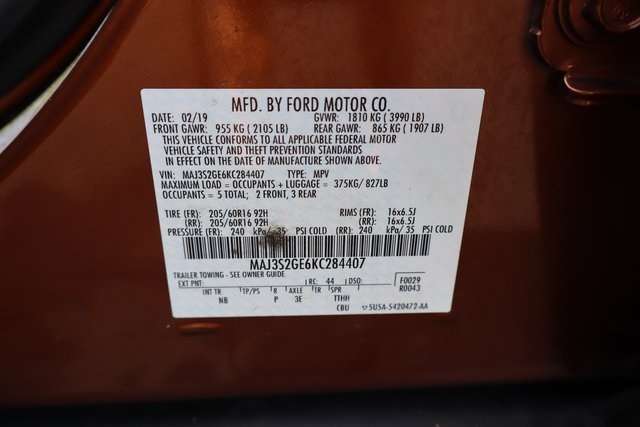 MFD. BY FORD MOTOR CO.
DATE: 02/19 GVWR: 1810 KG ( 3990 LB)
FRONT GAWR: 955 KG ( 2105 LB) REAR GAWR: 865 KG ( 1907 LB)
THIS VEHICLE CONFORMS TO ALL APPLICABLE FEDERAL MOTOR
VEHICLE SAFETY AND THEFT PREVENTION STANDARDS
IN EFFECT ON THE DATE OF MANUFACTURE SHOWN ABOVE.
VIN: MAJ3S2GE6KC284407 TYPE: MPV
MAXIMUM LOAD = OCCUPANTS + LUGGAGE = 375KG/ 827LB
OCCUPANTS = 5 TOTAL; 2 FRONT, 3 REAR
TIRE (FR): 205/60R16 92H RIMS (FR): 16x6.5J
(RR): 205/60R16 92H (RR): 16x6.5J
PRESSURE (FR): 240 kPa/ 35 PSI COLD (RR): 240 kPa/ 35 PSI COLD
MAJ3S2GE6KC284407
TRAILER TOWING - SEE OWNER GUIDE
EXT PNT: RC: 44 DSO: F0029
R0043
INT TR TP/PS R AXLE TR SPR
NB P 3E TTHH
CBU 5U5A-5420472-AA